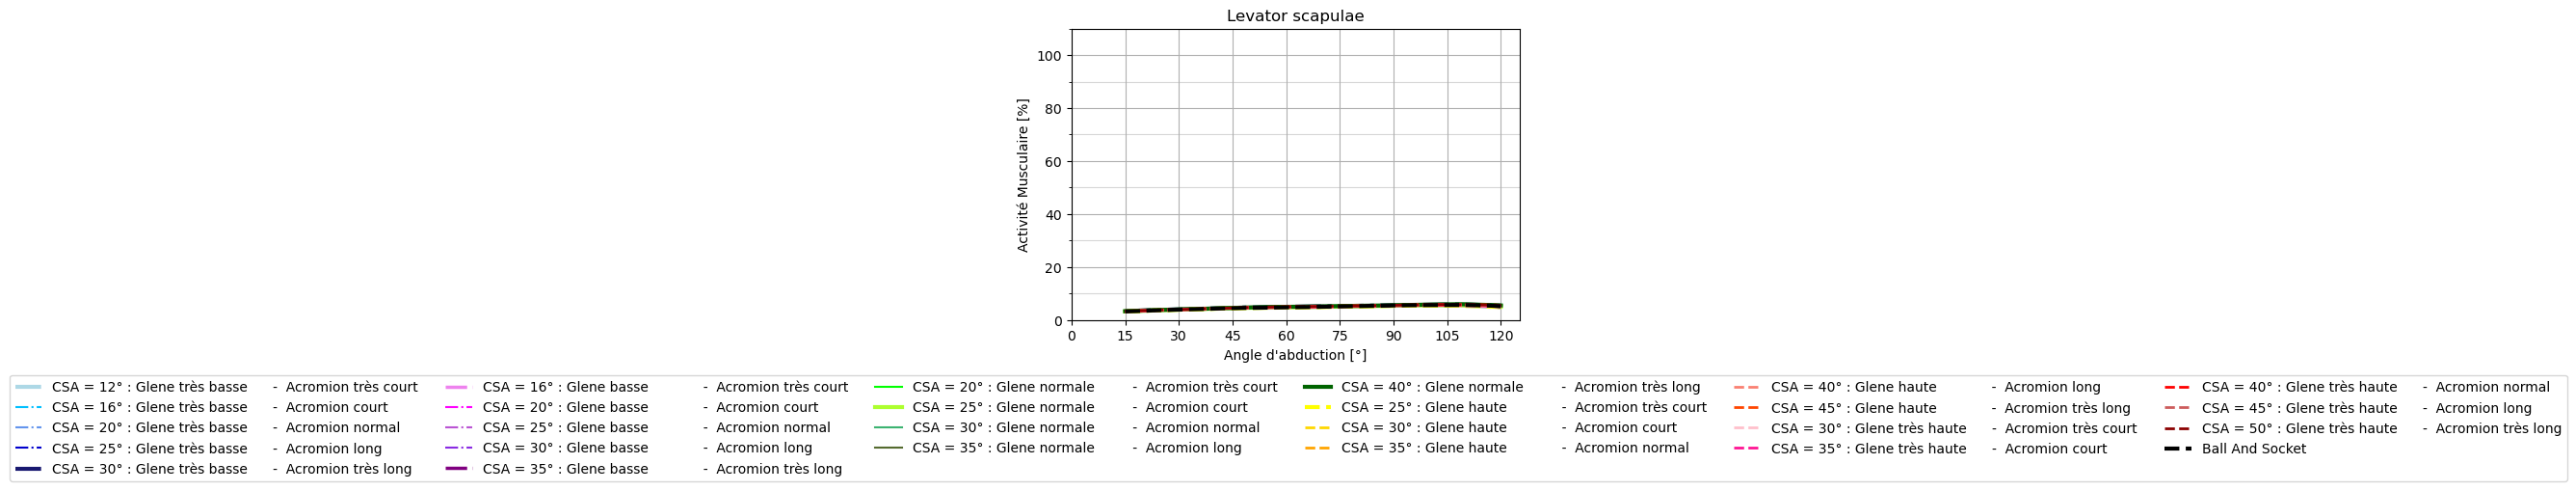 Levator scapulae
100
80
60
40
20
0
Activité Musculaire [%]
0 15 30 45 60 75 90 105 120
Angle d'abduction [°]
CSA = 12° : Glene très basse - Acromion très court
CSA = 16° : Glene très basse - Acromion court
CSA = 20° : Glene très basse - Acromion normal
CSA = 25° : Glene très basse - Acromion long
CSA = 30° : Glene très basse - Acromion très long
CSA = 16° : Glene basse - Acromion très court
CSA = 20° : Glene basse - Acromion court
CSA = 25° : Glene basse - Acromion normal
CSA = 30° : Glene basse - Acromion long
CSA = 35° : Glene basse - Acromion très long
CSA = 20° : Glene normale - Acromion très court
CSA = 25° : Glene normale - Acromion court
CSA = 30° : Glene normale - Acromion normal
CSA = 35° : Glene normale - Acromion long
CSA = 40° : Glene normale - Acromion très long
CSA = 25° : Glene haute - Acromion très court
CSA = 30° : Glene haute - Acromion court
CSA = 35° : Glene haute - Acromion normal
CSA = 40° : Glene haute - Acromion long
CSA = 45° : Glene haute - Acromion très long
CSA = 30° : Glene très haute - Acromion très court
CSA = 35° : Glene très haute - Acromion court
CSA = 40° : Glene très haute - Acromion normal
CSA = 45° : Glene très haute - Acromion long
CSA = 50° : Glene très haute - Acromion très long
Ball And Socket